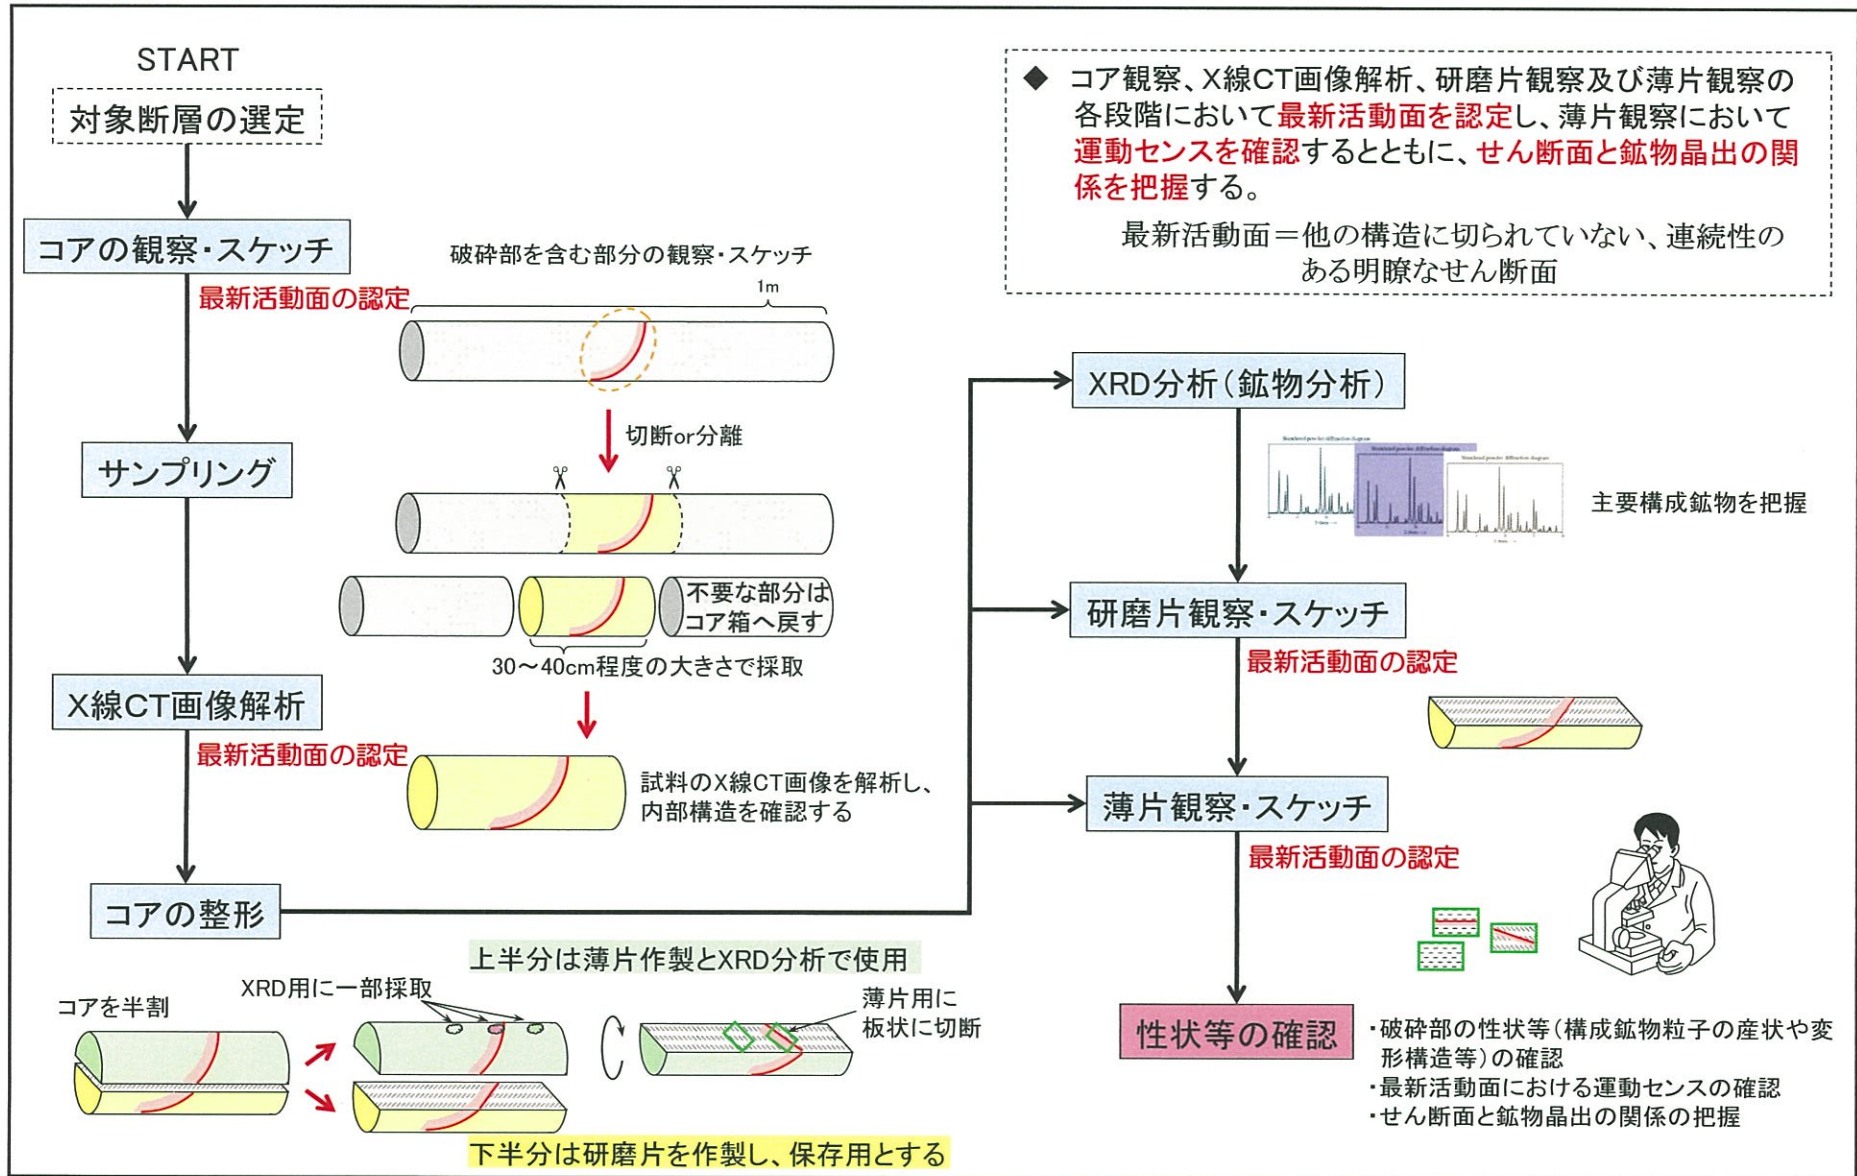 START
対象断層の選定
コアの観察・スケッチ
最新活動面の認定
サンプリング
X線CT画像解析
最新活動面の認定
コアの整形
破砕部を含む部分の観察・スケッチ
1m
切断or分離
不要な部分は
コア箱へ戻す
30～40cm程度の大きさで採取
試料のX線CT画像を解析し、
内部構造を確認する
上半分は薄片作製とXRD分析で使用
コアを半割
XRD用に一部採取
薄片用に
板状に切断
下半分は研磨片を作製し、保存用とする
◆ コア観察、X線CT画像解析、研磨片観察及び薄片観察の
各段階において最新活動面を認定し、薄片観察において
運動センスを確認するとともに、せん断面と鉱物晶出の関
係を把握する。
最新活動面＝他の構造に切られていない、連続性の
ある明瞭なせん断面
XRD分析（鉱物分析）
主要構成鉱物を把握
研磨片観察・スケッチ
最新活動面の認定
薄片観察・スケッチ
最新活動面の認定
性状等の確認
・破砕部の性状等（構成鉱物粒子の産状や変
形構造等）の確認
・最新活動面における運動センスの確認
・せん断面と鉱物晶出の関係の把握